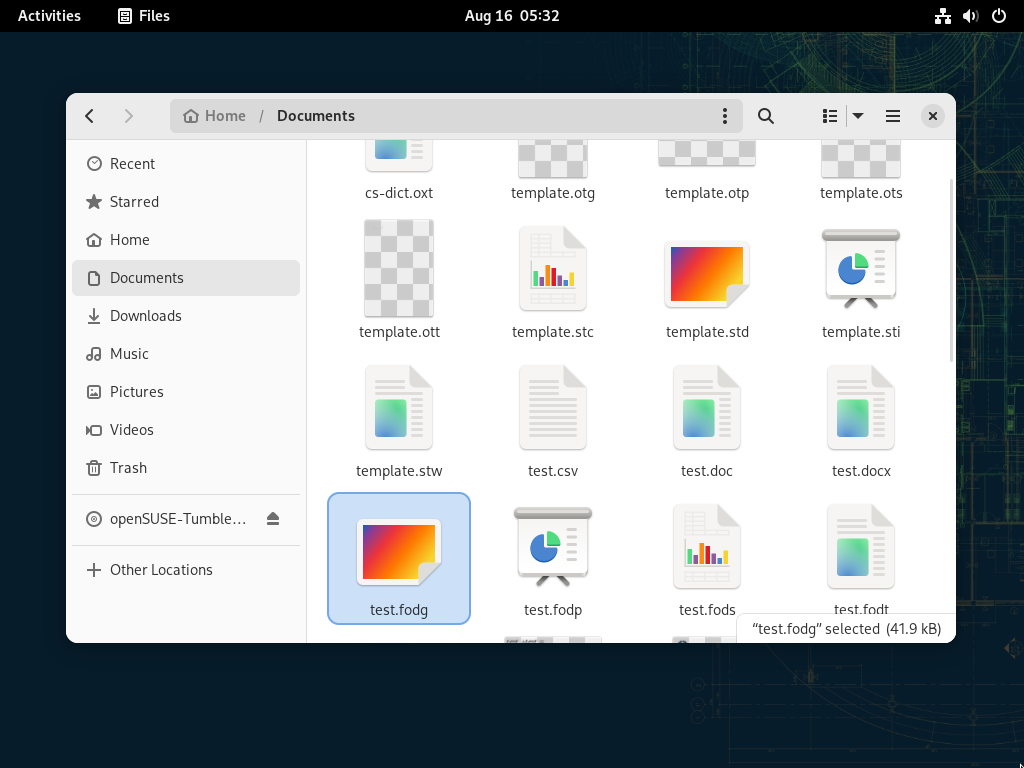 Activities
Files
Aug 16 05:32
Home / Documents
Recent
Starred
Home
Documents
Downloads
Music
Pictures
Videos
Trash
openSUSE-Tumble…
Other Locations
cs-dict.oxt
template.otg
template.otp
template.ots
template.ott
template.stc
template.std
template.sti
template.stw
test.csv
test.doc
test.docx
test.fodg
test.fodp
test.fods
test.fodt
“test.fodg” selected (41.9 kB)